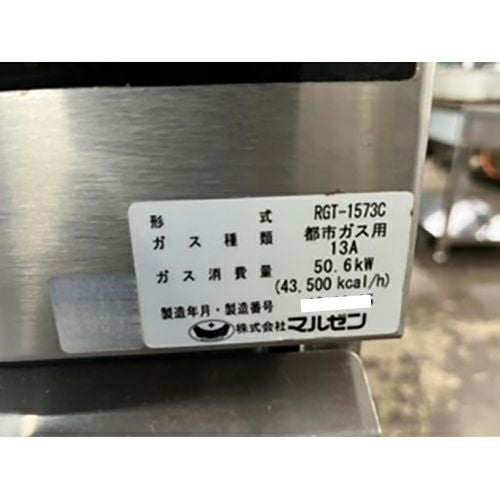 形式 RGT-1573C
ガス種類 都市ガス用
13A
ガス消費量 50.6kW
(43,500 kcal/h)
製造年月・製造番号
株式会社マルゼン